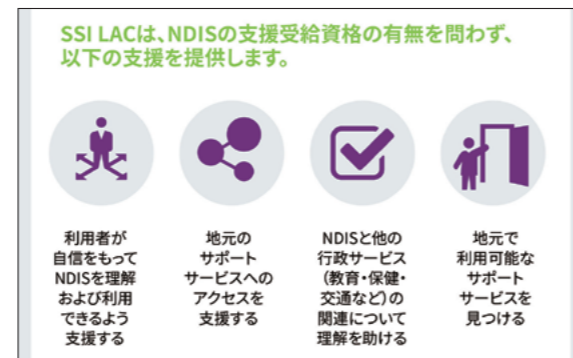 SSI LACは、NDISの支援受給資格の有無を問わず、
以下の支援を提供します。
利用者が
自信をもって
NDISを理解
および利用
できるよう
支援する
地元の
サポート
サービスへの
アクセスを
支援する
NDISと他の
行政サービス
（教育・保健・
交通など）の
関連について
理解を助ける
地元で
利用可能な
サポート
サービスを
見つける